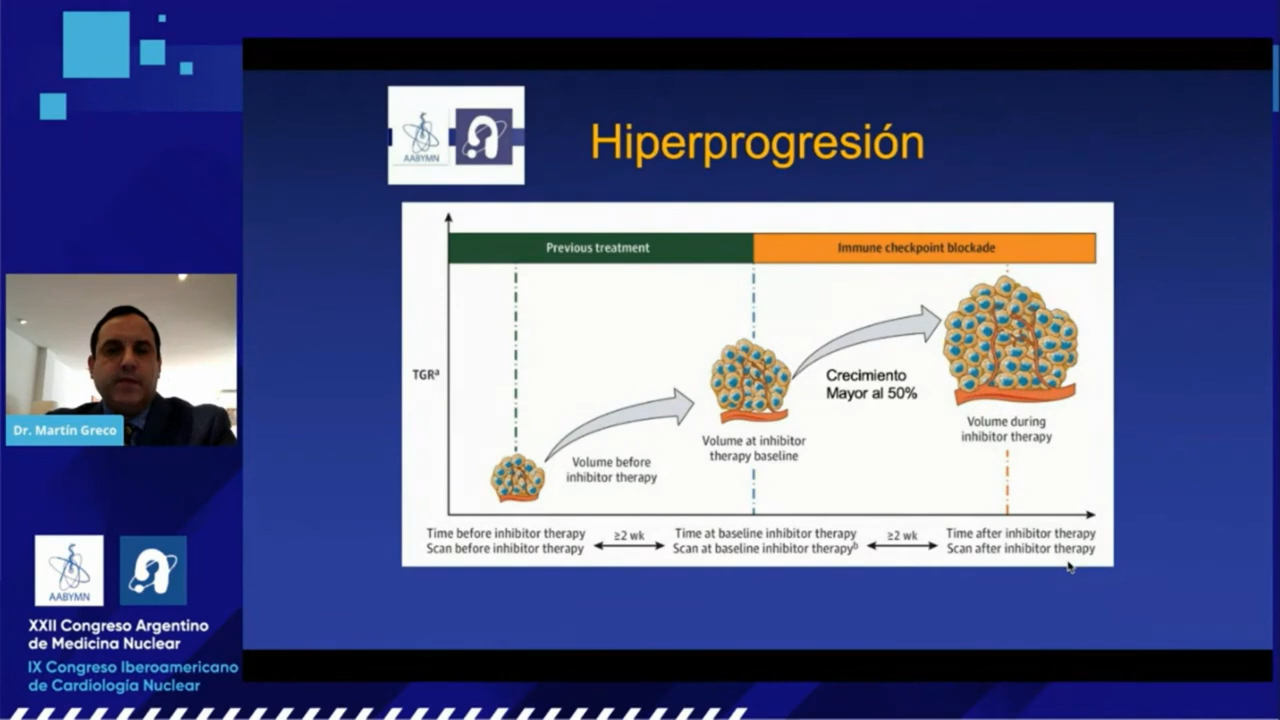 AABYMN
Hiperprogresión
Previous treatment
Immune checkpoint blockade
TGRª
Crecimiento
Mayor al 50%
Volume before
inhibitor therapy
Volume at inhibitor
therapy baseline
Volume during
inhibitor therapy
Time before inhibitor therapy
Scan before inhibitor therapy
≥2 wk
Time at baseline inhibitor therapy
Scan at baseline inhibitor therapyᵇ
≥2 wk
Time after inhibitor therapy
Scan after inhibitor therapy
Dr. Martín Greco
AABYMN
XXII Congreso Argentino
de Medicina Nuclear
IX Congreso Iberoamericano
de Cardiología Nuclear